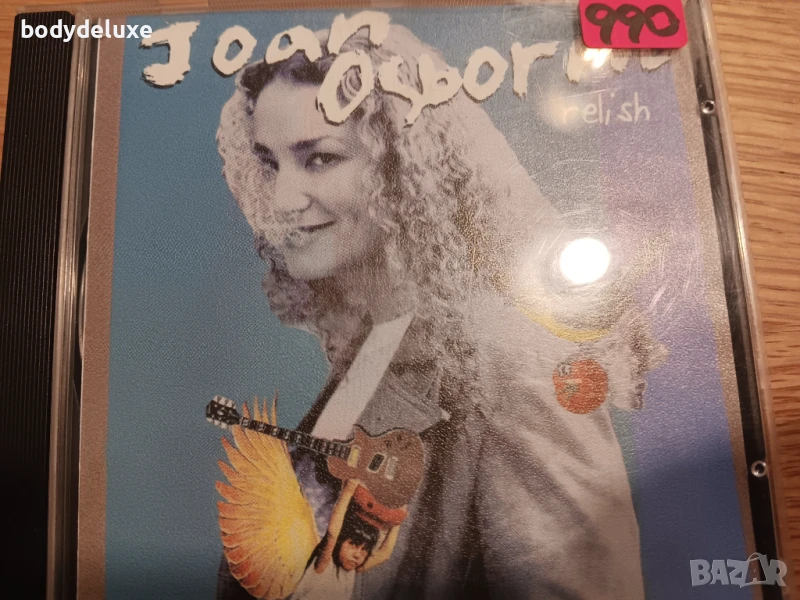 bodydeluxe
990
Joan
Osborne
relish
BAZAR